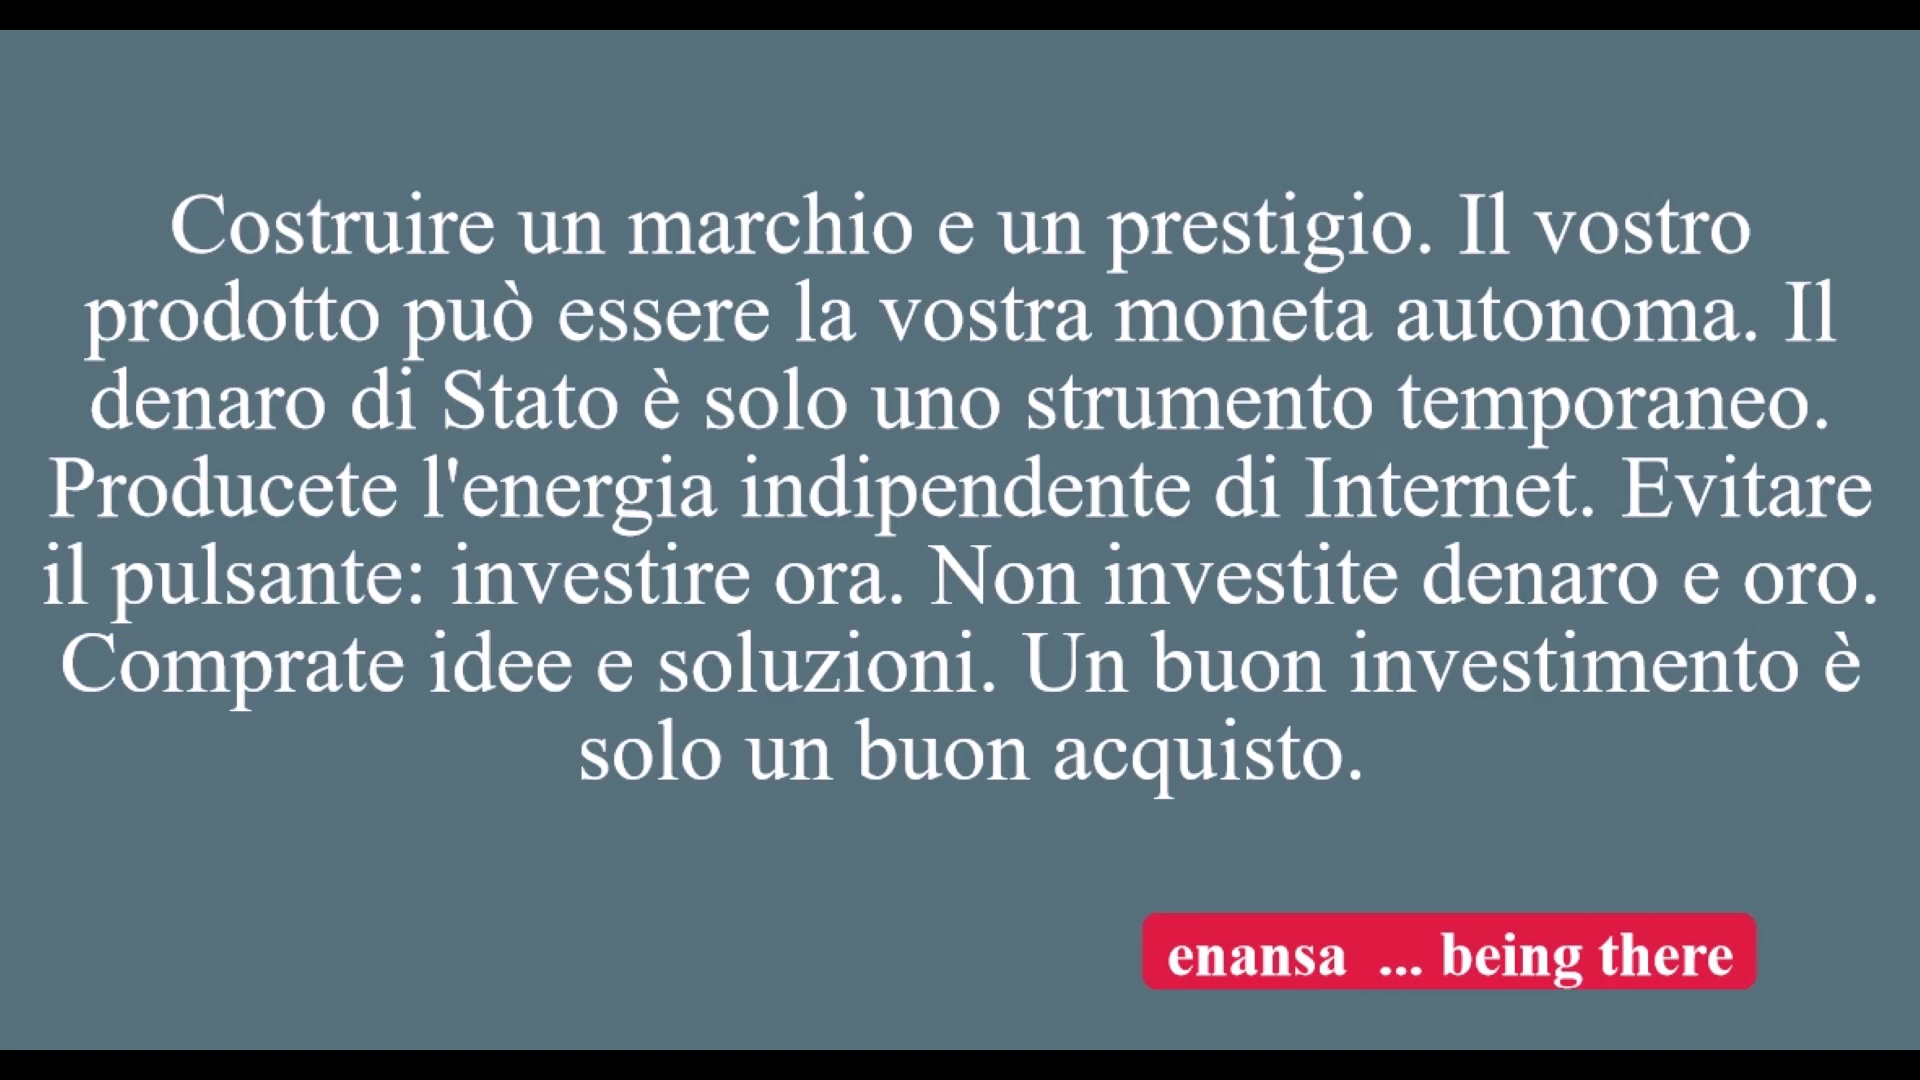 Costruire un marchio e un prestigio. Il vostro
prodotto può essere la vostra moneta autonoma. Il
denaro di Stato è solo uno strumento temporaneo.
Producete l'energia indipendente di Internet. Evitare
il pulsante: investire ora. Non investite denaro e oro.
Comprate idee e soluzioni. Un buon investimento è
solo un buon acquisto.
enansa ... being there